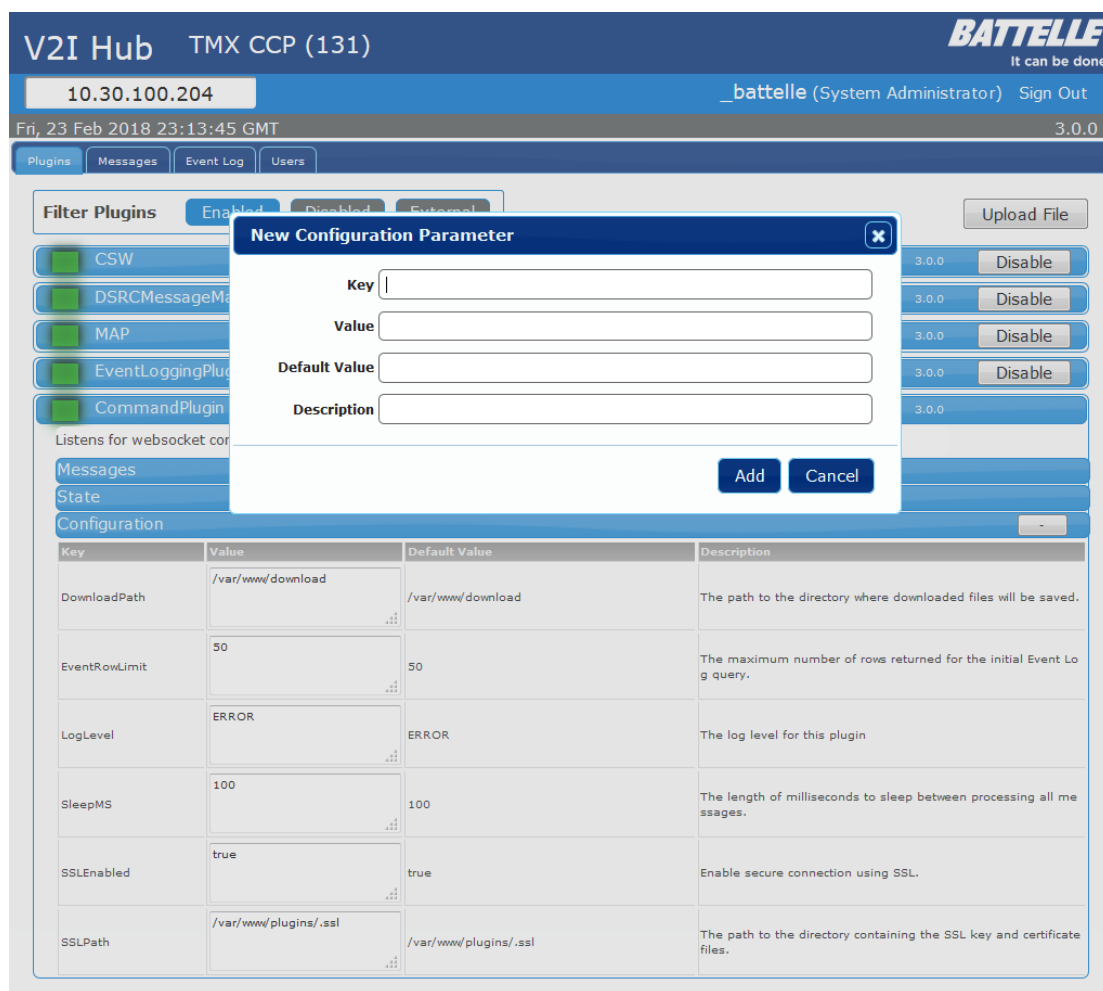 V2I Hub TMX CCP (131)
BATTELLE
It can be done
10.30.100.204
_battelle (System Administrator) Sign Out
Fri, 23 Feb 2018 23:13:45 GMT 3.0.0
Plugins Messages Event Log Users
Filter Plugins Enabled Disabled External Upload File
New Configuration Parameter
CSW 3.0.0 Disable
Key
DSRCMessageMa 3.0.0 Disable
Value
MAP 3.0.0 Disable
Default Value
EventLoggingPlug 3.0.0 Disable
Description
CommandPlugin 3.0.0
Listens for websocket cor
Messages
Add Cancel
State
Configuration -
Key Value Default Value Description
DownloadPath /var/www/download /var/www/download The path to the directory where downloaded files will be saved.
EventRowLimit 50 50 The maximum number of rows returned for the initial Event Lo
g query.
LogLevel ERROR ERROR The log level for this plugin
SleepMS 100 100 The length of milliseconds to sleep between processing all me
ssages.
SSLEnabled true true Enable secure connection using SSL.
SSLPath /var/www/plugins/.ssl /var/www/plugins/.ssl The path to the directory containing the SSL key and certificate
files.